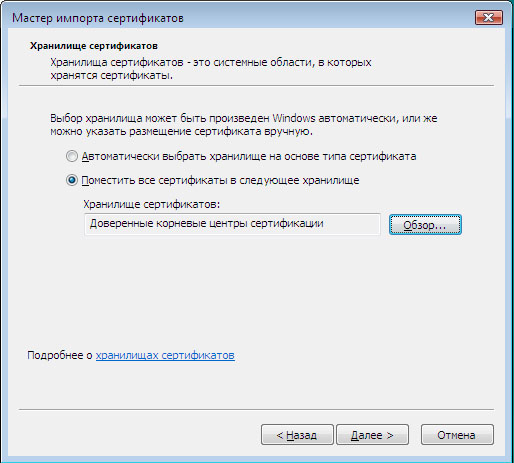 Мастер импорта сертификатов
Хранилище сертификатов
Хранилища сертификатов - это системные области, в которых
хранятся сертификаты.
Выбор хранилища может быть произведен Windows автоматически, или же
можно указать размещение сертификата вручную.
Автоматически выбрать хранилище на основе типа сертификата
Поместить все сертификаты в следующее хранилище
Хранилище сертификатов:
Доверенные корневые центры сертификации
Обзор...
Подробнее о хранилищах сертификатов
< Назад
Далее >
Отмена